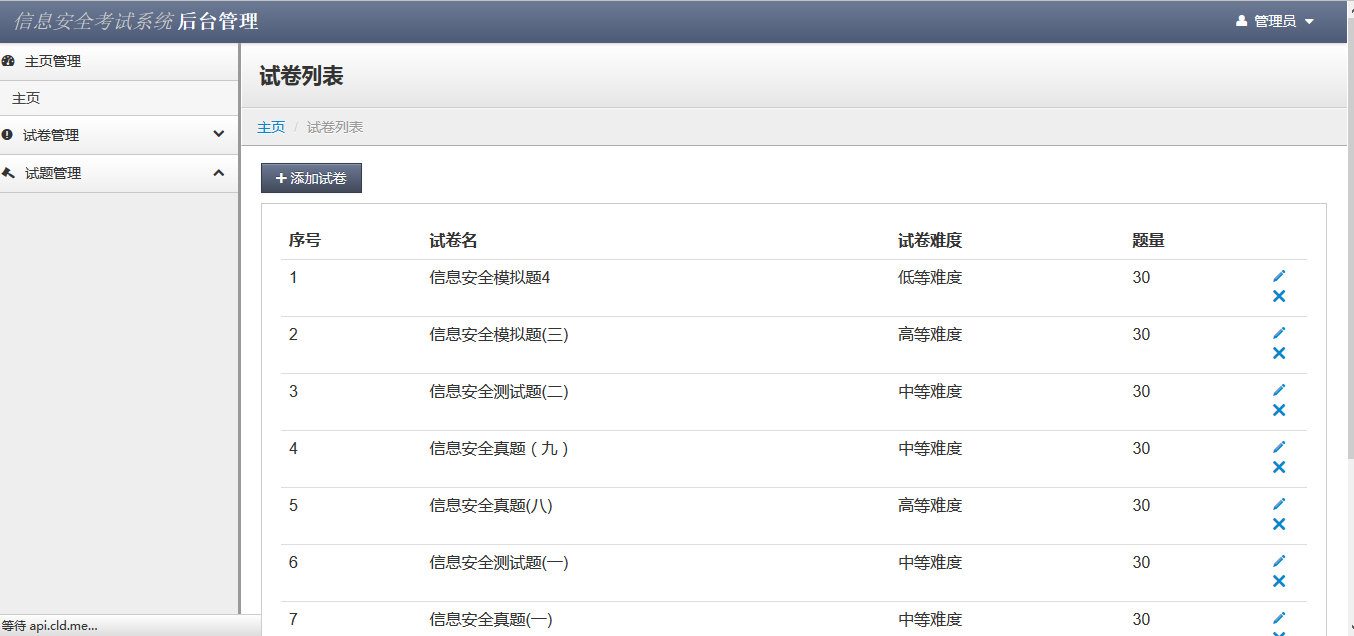 信息安全考试系统 后台管理
管理员
主页管理
主页
试卷管理
试题管理
试卷列表
主页 / 试卷列表
+ 添加试卷
序号 试卷名 试卷难度 题量
1 信息安全模拟题4 低等难度 30
2 信息安全模拟题(三) 高等难度 30
3 信息安全测试题(二) 中等难度 30
4 信息安全真题（九） 中等难度 30
5 信息安全真题(八) 高等难度 30
6 信息安全测试题(一) 中等难度 30
7 信息安全真题(一) 中等难度 30
等待 api.cld.me...